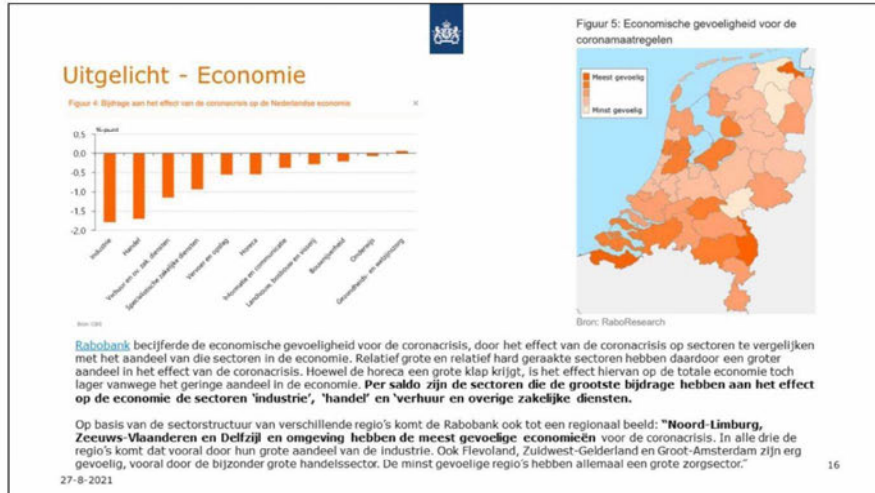 Figuur 5: Economische gevoeligheid voor de
coronamaatregelen
Uitgelicht - Economie
Figuur 4: Bijdrage aan het effect van de coronacrisis op de Nederlandse economie
%-punt
0,5
0,0
-0,5
-1,0
-1,5
-2,0
Industrie
Handel
Verhuur en ov. zak. diensten
Specialistische zakelijke diensten
Vervoer en opslag
Horeca
Informatie en communicatie
Landbouw, bosbouw en visserij
Bouwnijverheid
Onderwijs
Gezondheids- en welzijnszorg
Bron: CBS
Meest gevoelig
Minst gevoelig
Bron: RaboResearch
Rabobank becijferde de economische gevoeligheid voor de coronacrisis, door het effect van de coronacrisis op sectoren te vergelijken
met het aandeel van die sectoren in de economie. Relatief grote en relatief hard geraakte sectoren hebben daardoor een groter
aandeel in het effect van de coronacrisis. Hoewel de horeca een grote klap krijgt, is het effect hiervan op de totale economie toch
lager vanwege het geringe aandeel in de economie. Per saldo zijn de sectoren die de grootste bijdrage hebben aan het effect
op de economie de sectoren 'industrie', 'handel' en 'verhuur en overige zakelijke diensten.
Op basis van de sectorstructuur van verschillende regio's komt de Rabobank ook tot een regionaal beeld: "Noord-Limburg,
Zeeuws-Vlaanderen en Delfzijl en omgeving hebben de meest gevoelige economieën voor de coronacrisis. In alle drie de
regio's komt dat vooral door hun grote aandeel van de industrie. Ook Flevoland, Zuidwest-Gelderland en Groot-Amsterdam zijn erg
gevoelig, vooral door de bijzonder grote handelssector. De minst gevoelige regio's hebben allemaal een grote zorgsector."
16
27-8-2021